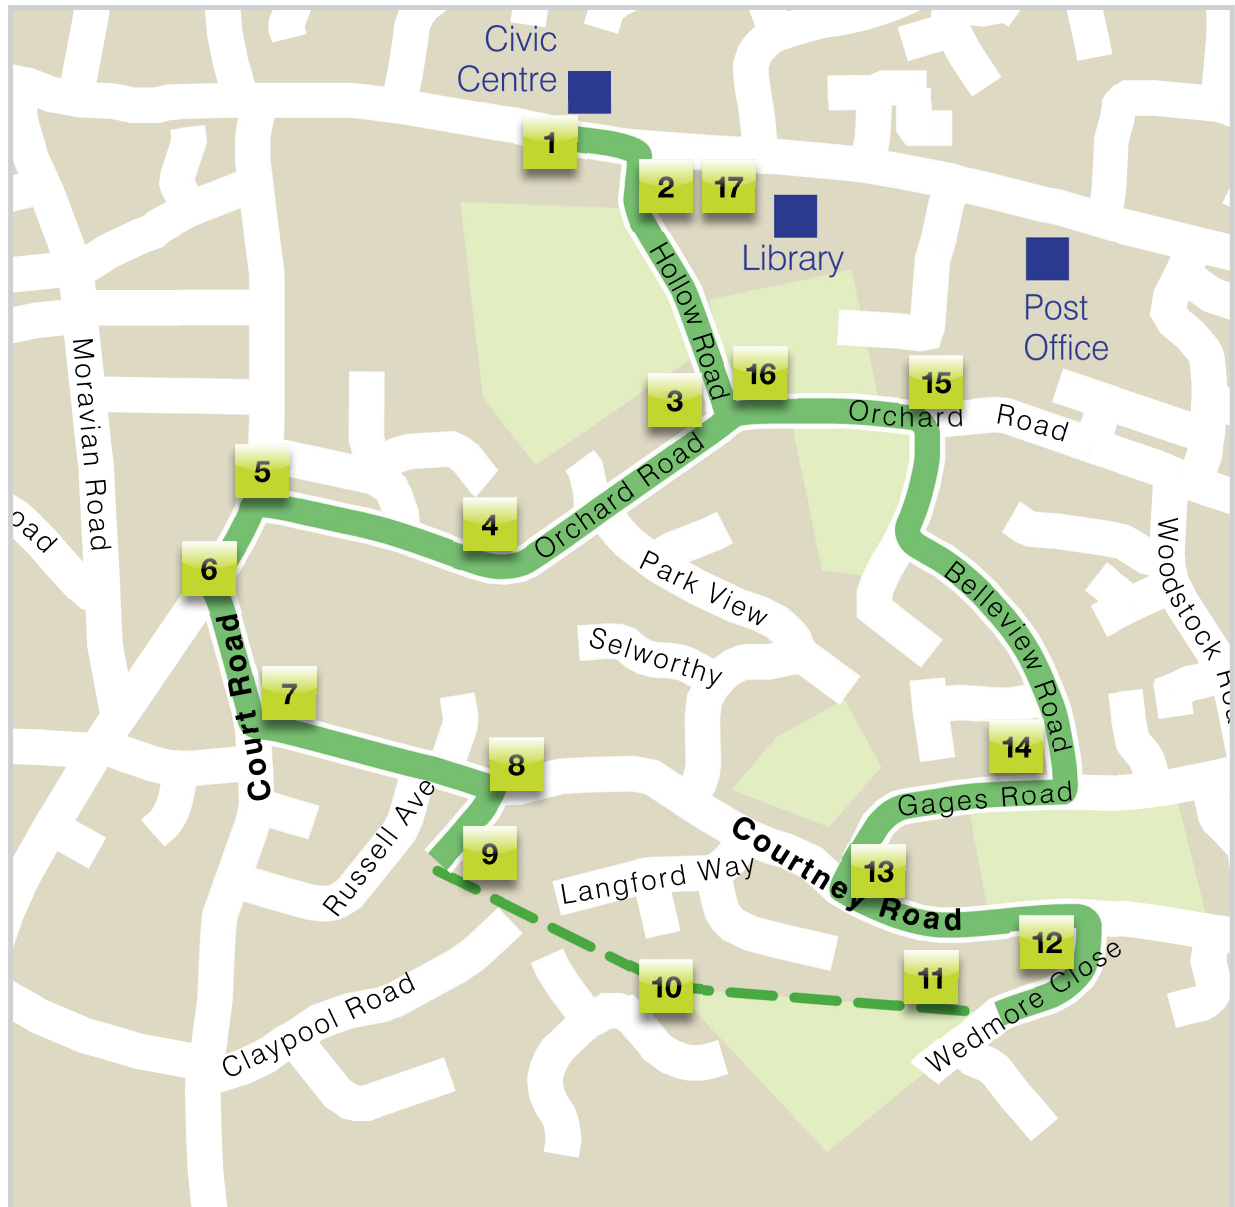 Civic
Centre
1
2
17
Library
Post
Office
Hollow Road
Moravian Road
16
15
3
Orchard
Road
5
4
Orchard Road
oad
6
Park View
Belleview Road
Woodstock Roa
Selworthy
Court Road
7
14
8
Gages Road
Russell Ave
9
Courtney Road
Langford Way
13
12
11
10
Wedmore Close
Claypool Road